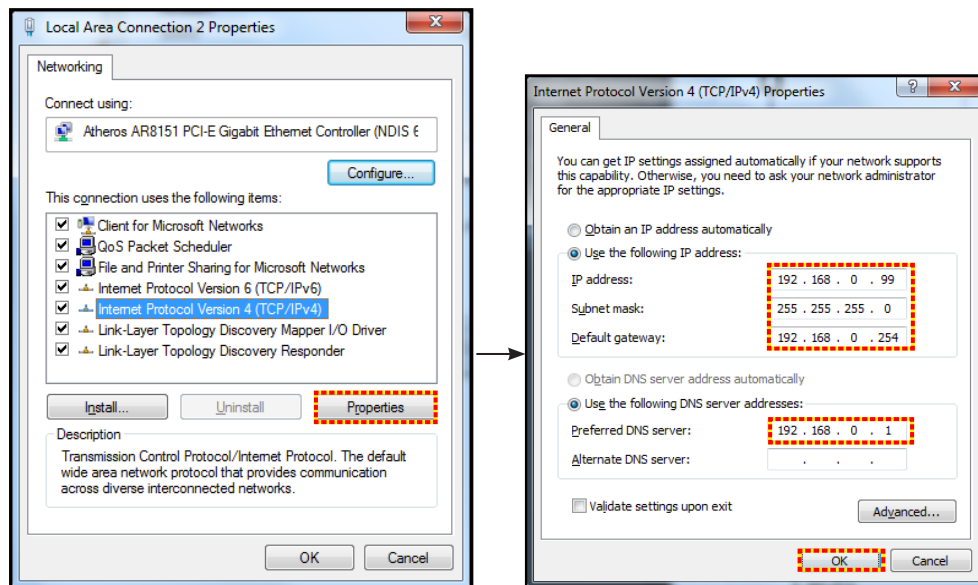 Local Area Connection 2 Properties
Networking
Connect using:
Atheros AR8151 PCI-E Gigabit Ethernet Controller (NDIS 6
Configure...
This connection uses the following items:
Client for Microsoft Networks
QoS Packet Scheduler
File and Printer Sharing for Microsoft Networks
Internet Protocol Version 6 (TCP/IPv6)
Internet Protocol Version 4 (TCP/IPv4)
Link-Layer Topology Discovery Mapper I/O Driver
Link-Layer Topology Discovery Responder
Install... Uninstall Properties
Description
Transmission Control Protocol/Internet Protocol. The default
wide area network protocol that provides communication
across diverse interconnected networks.
OK Cancel
Internet Protocol Version 4 (TCP/IPv4) Properties
General
You can get IP settings assigned automatically if your network supports
this capability. Otherwise, you need to ask your network administrator
for the appropriate IP settings.
Obtain an IP address automatically
Use the following IP address:
IP address: 192 . 168 . 0 . 99
Subnet mask: 255 . 255 . 255 . 0
Default gateway: 192 . 168 . 0 . 254
Obtain DNS server address automatically
Use the following DNS server addresses:
Preferred DNS server: 192 . 168 . 0 . 1
Alternate DNS server: . . .
Validate settings upon exit
Advanced...
OK Cancel